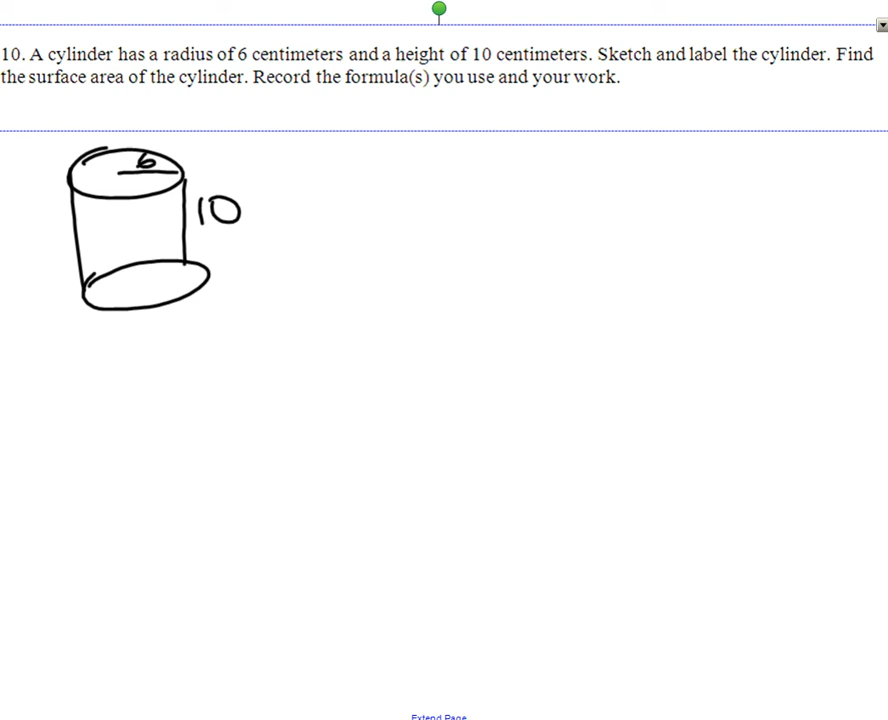 10. A cylinder has a radius of 6 centimeters and a height of 10 centimeters. Sketch and label the cylinder. Find
the surface area of the cylinder. Record the formula(s) you use and your work.
6
10
Extend Page